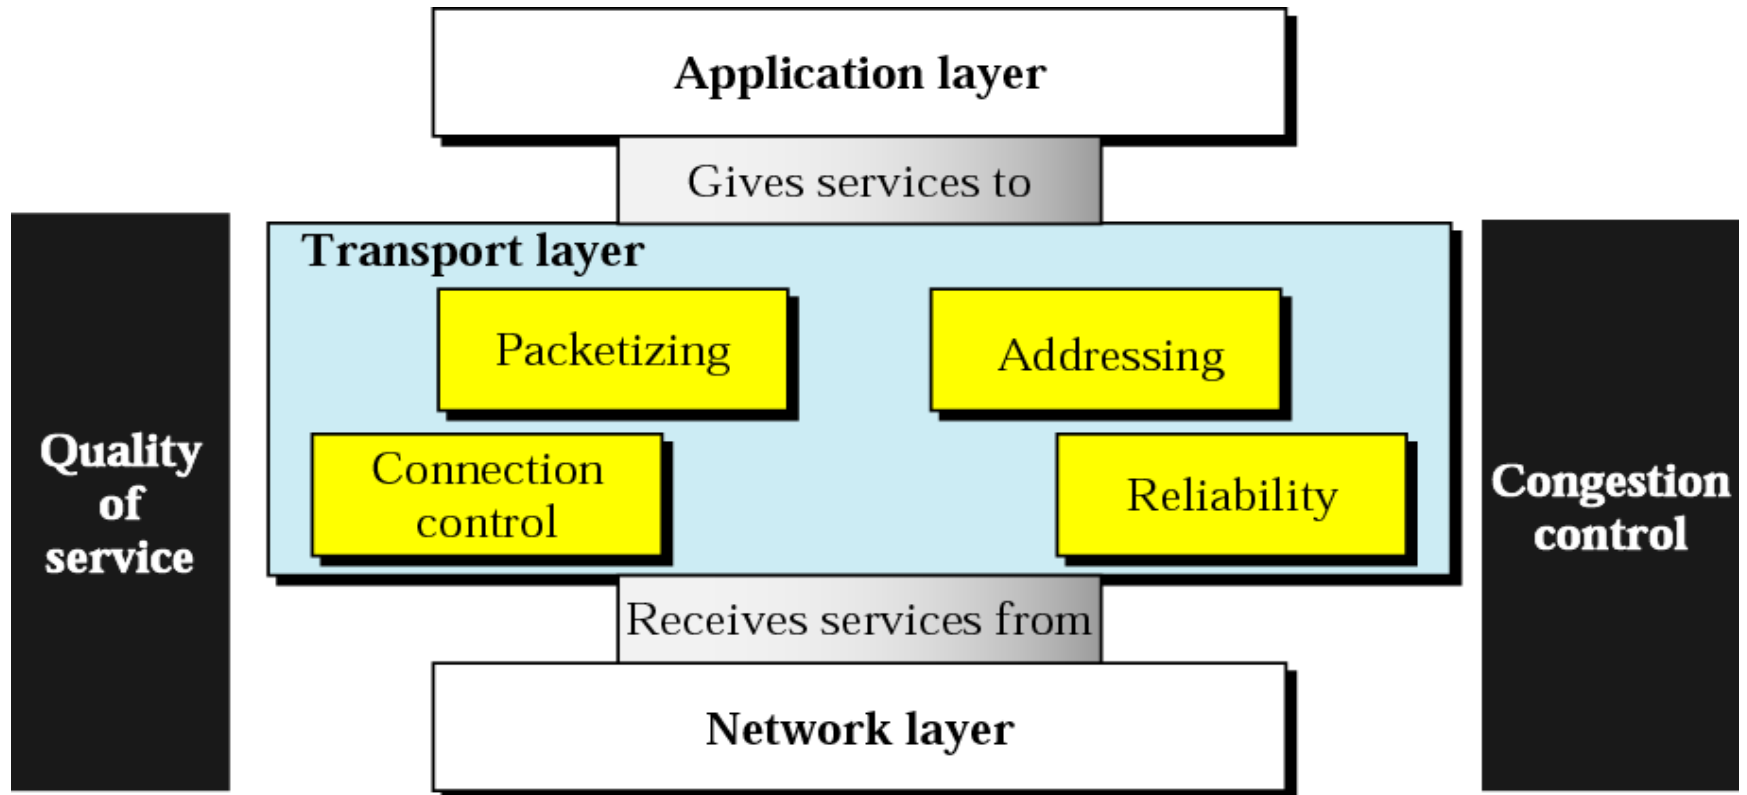 Application layer
Gives services to
Transport layer
Packetizing
Addressing
Connection
control
Reliability
Receives services from
Network layer
Quality
of
service
Congestion
control